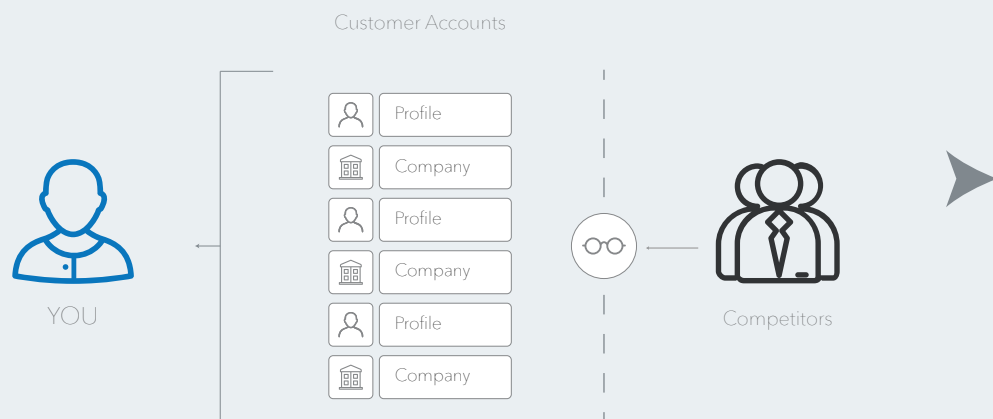 Customer Accounts
Profile
Company
Profile
Company
Profile
Company
YOU
Competitors